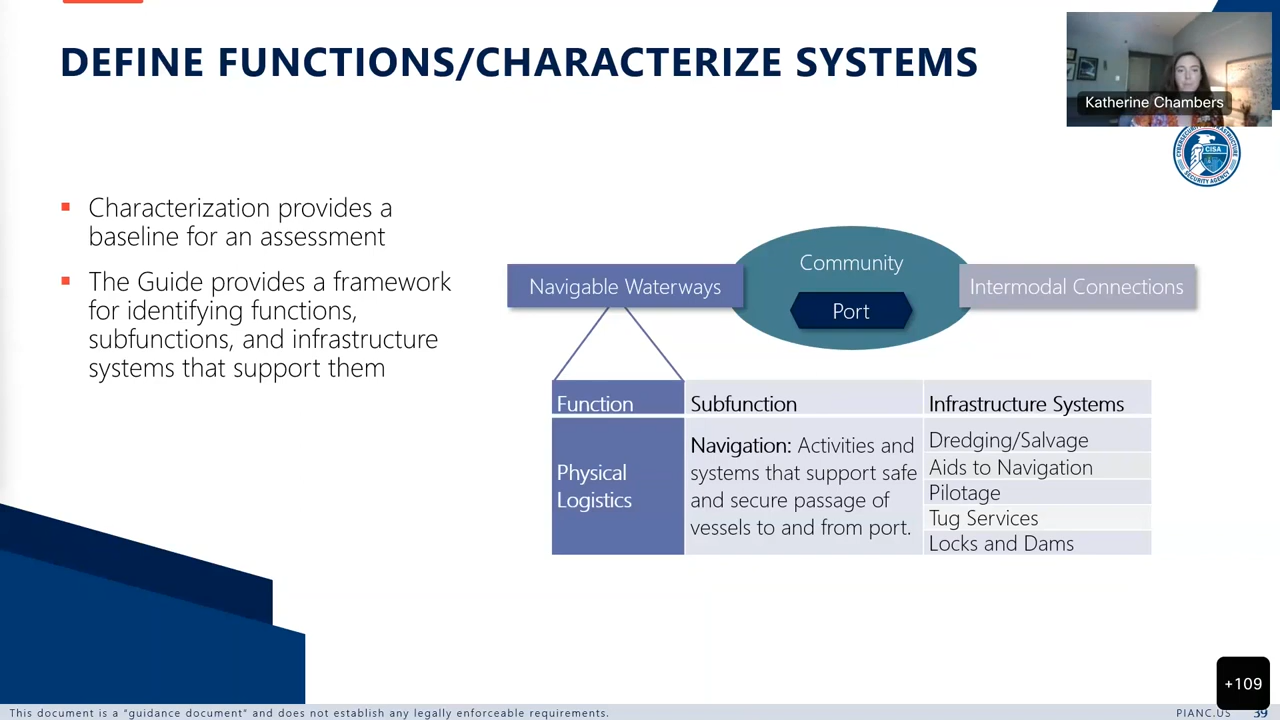 DEFINE FUNCTIONS/CHARACTERIZE SYSTEMS
Katherine Chambers
CISA
Characterization provides a
baseline for an assessment
The Guide provides a framework
for identifying functions,
subfunctions, and infrastructure
systems that support them
Navigable Waterways
Community
Port
Intermodal Connections
Function
Subfunction
Infrastructure Systems
Physical
Logistics
Navigation: Activities and
systems that support safe
and secure passage of
vessels to and from port.
Dredging/Salvage
Aids to Navigation
Pilotage
Tug Services
Locks and Dams
+109
This document is a "guidance document" and does not establish any legally enforceable requirements.
PIANC.US
39